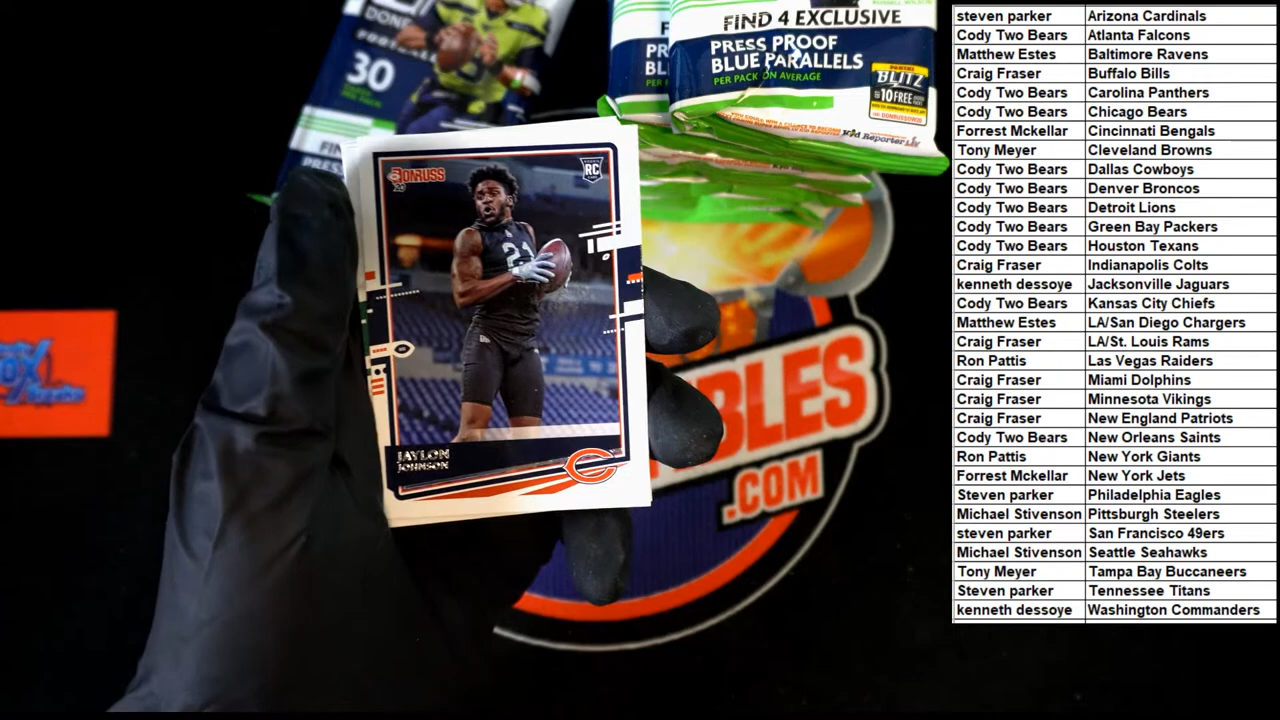 DONR
30
PRESS
FIND 4 EXCLUSIVE
PRESS PROOF
BLUE PARALLELS
PER PACK ON AVERAGE
BLITZ
10 FREE
Kid Reporter
DONRUSS
20
ROOKIE
RC
21
JAYLON
JOHNSON
BLES
.COM
steven parker Arizona Cardinals
Cody Two Bears Atlanta Falcons
Matthew Estes Baltimore Ravens
Craig Fraser Buffalo Bills
Cody Two Bears Carolina Panthers
Cody Two Bears Chicago Bears
Forrest Mckellar Cincinnati Bengals
Tony Meyer Cleveland Browns
Cody Two Bears Dallas Cowboys
Cody Two Bears Denver Broncos
Cody Two Bears Detroit Lions
Cody Two Bears Green Bay Packers
Cody Two Bears Houston Texans
Craig Fraser Indianapolis Colts
kenneth dessoye Jacksonville Jaguars
Cody Two Bears Kansas City Chiefs
Matthew Estes LA/San Diego Chargers
Craig Fraser LA/St. Louis Rams
Ron Pattis Las Vegas Raiders
Craig Fraser Miami Dolphins
Craig Fraser Minnesota Vikings
Craig Fraser New England Patriots
Cody Two Bears New Orleans Saints
Ron Pattis New York Giants
Forrest Mckellar New York Jets
Steven parker Philadelphia Eagles
Michael Stivenson Pittsburgh Steelers
steven parker San Francisco 49ers
Michael Stivenson Seattle Seahawks
Tony Meyer Tampa Bay Buccaneers
Steven parker Tennessee Titans
kenneth dessoye Washington Commanders